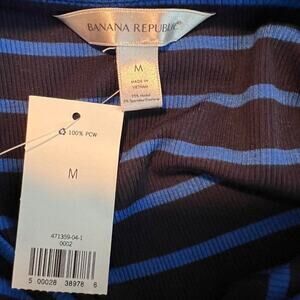 BANANA REPUBLIC
M
MADE IN
VIETNAM
♻ 100% PCW
M
471359-04-1
0002
5 00028 38978 6